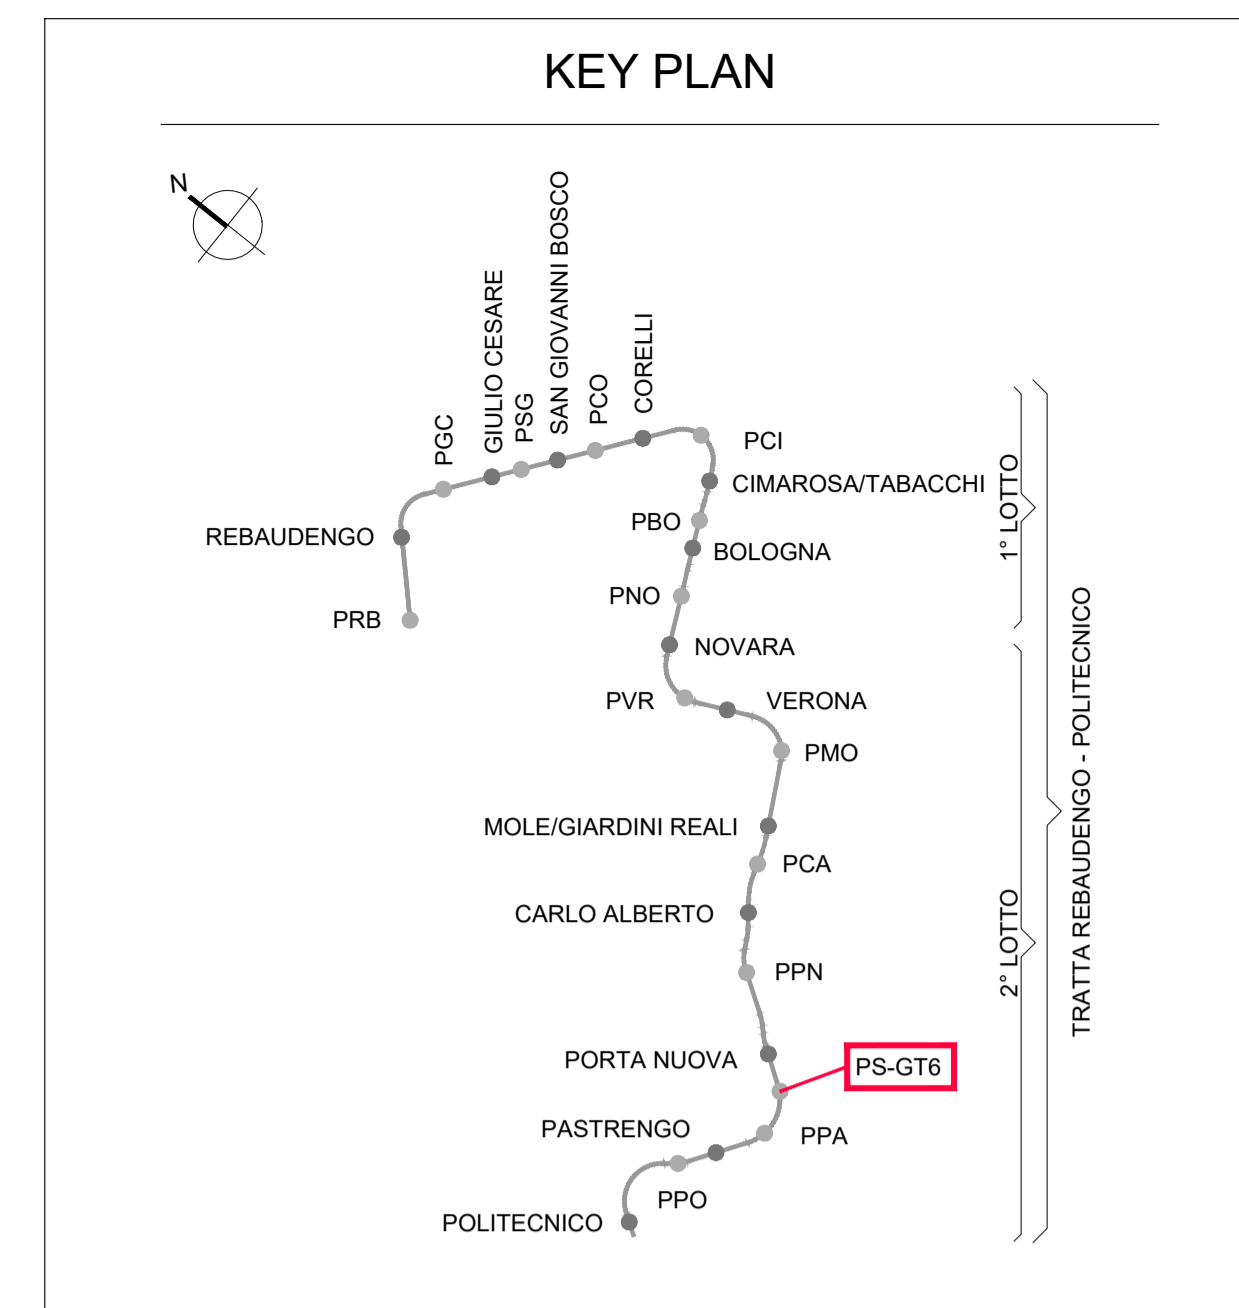 KEY PLAN
N
PGC
GIULIO CESARE
PSG
SAN GIOVANNI BOSCO
PCO
CORELLI
PCI
CIMAROSA/TABACCHI
PBO
BOLOGNA
REBAUDENGO
PRB
PNO
NOVARA
PVR
VERONA
PMO
MOLE/GIARDINI REALI
PCA
CARLO ALBERTO
PPN
PORTA NUOVA
PS-GT6
PASTRENGO
PPA
PPO
POLITECNICO
1° LOTTO
2° LOTTO
TRATTA REBAUDENGO - POLITECNICO